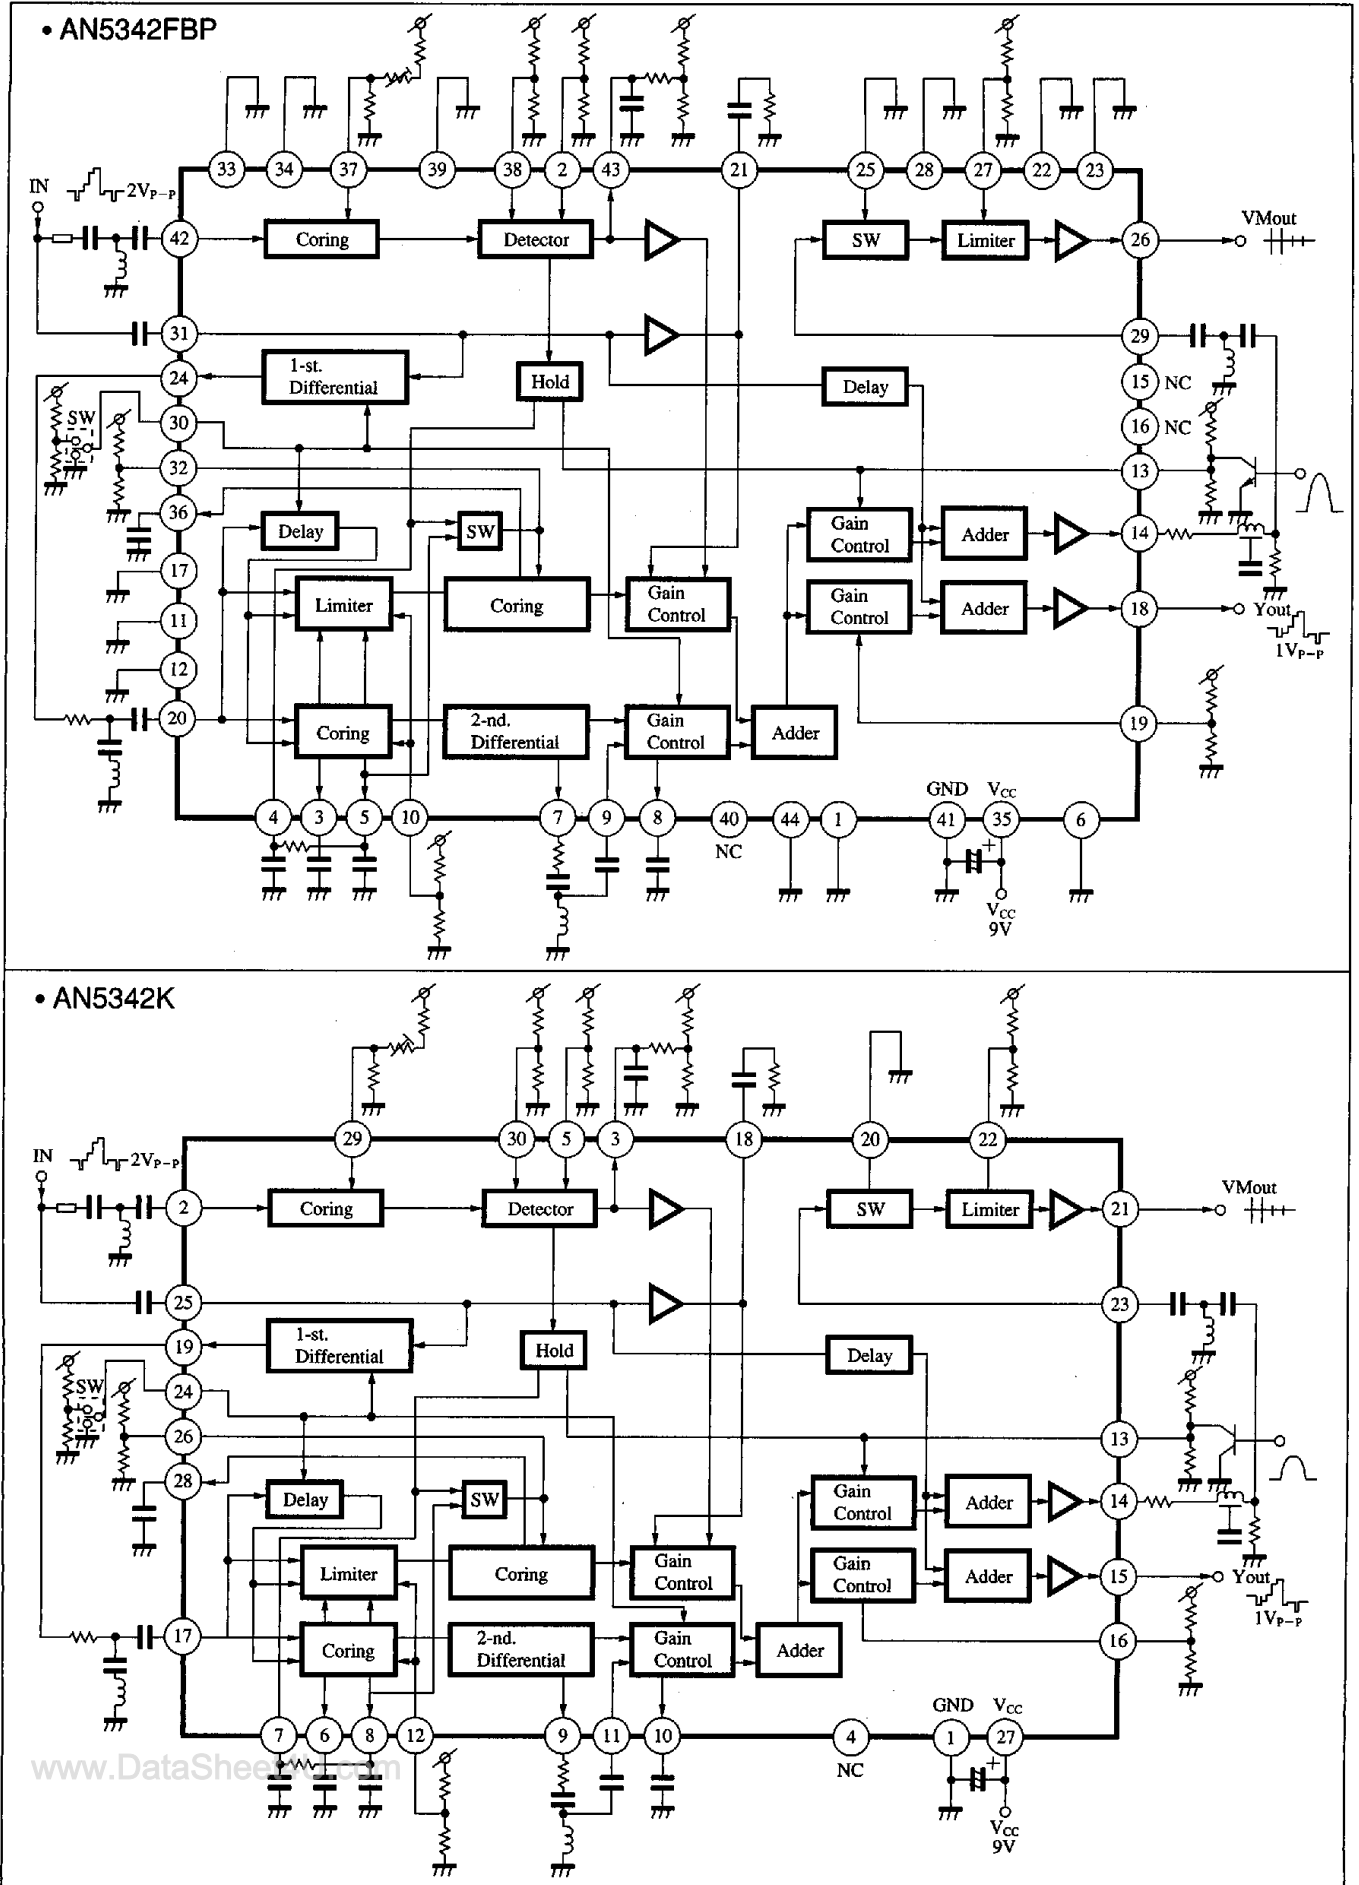 • AN5342FBP
33 34 37 39 38 2 43 21 25 28 27 22 23
IN 2VP-P
42 Coring Detector SW Limiter 26 VMout
31 29
24 1-st. Differential Hold Delay 15 NC
SW 30 16 NC
32 13
36 Delay SW Gain Control Adder 14
17 Limiter Coring Gain Control Gain Control Adder 18 Yout
11 1VP-P
12
20 Coring 2-nd. Differential Gain Control Adder 19
GND VCC
4 3 5 10 7 9 8 40 44 1 41 35 6
NC +
VCC
9V
• AN5342K
29 30 5 3 18 20 22
IN 2VP-P
2 Coring Detector SW Limiter 21 VMout
25 23
19 1-st. Differential Hold Delay
SW 24
26 13
28 Delay SW Gain Control Adder 14
Limiter Coring Gain Control Gain Control Adder 15 Yout
1VP-P
17 Coring 2-nd. Differential Gain Control Adder 16
GND VCC
7 6 8 12 9 11 10 4 1 27
NC +
www.DataSheet4U.com
VCC
9V